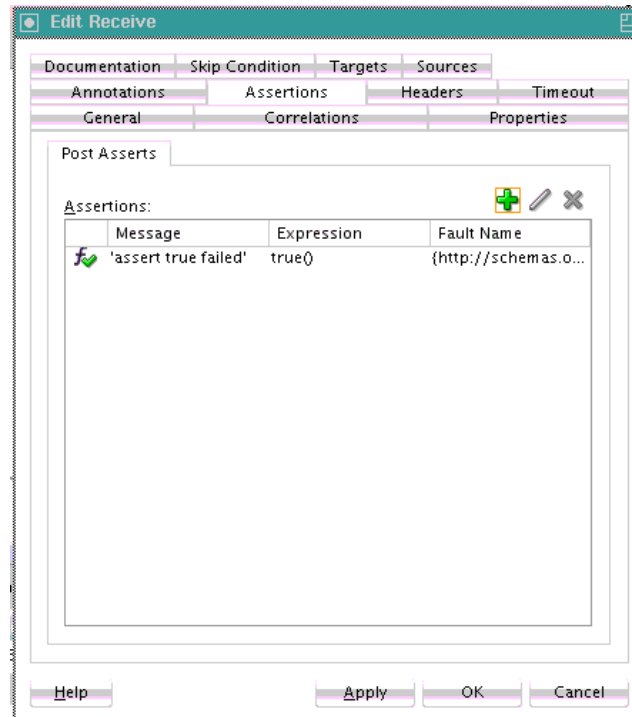 Edit Receive
Documentation Skip Condition Targets Sources
Annotations Assertions Headers Timeout
General Correlations Properties
Post Asserts
Assertions:
Message Expression Fault Name
'assert true failed' true() {http://schemas.o...
Help Apply OK Cancel